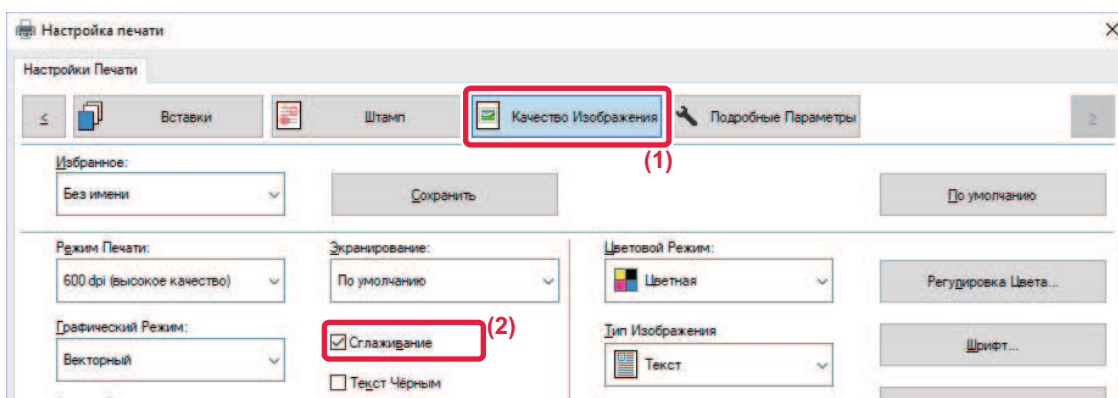 Настройка печати
Настройки Печати
Вставки
Штамп
Качество Изображения
Подробные Параметры
(1)
Избранное:
Без имени
Сохранить
По умолчанию
Режим Печати:
Экранирование:
Цветовой Режим:
600 dpi (высокое качество)
По умолчанию
Цветная
Регулировка Цвета...
Графический Режим:
(2)
Сглаживание
Тип Изображения
Шрифт...
Векторный
Текст
Текст Чёрным